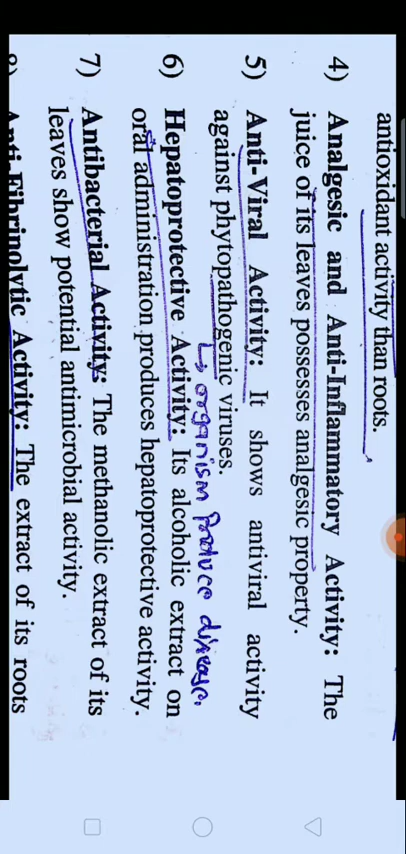 antioxidant activity than roots.
4) Analgesic and Anti-Inflammatory Activity: The
juice of its leaves possesses analgesic property.
5) Anti-Viral Activity: It shows antiviral activity
against phytopathogenic viruses.
↳ organism produce disease.
6) Hepatoprotective Activity: Its alcoholic extract on
oral administration produces hepatoprotective activity.
7) Antibacterial Activity: The methanolic extract of its
leaves show potential antimicrobial activity.
8) Anti-Fibrinolytic Activity: The extract of its roots